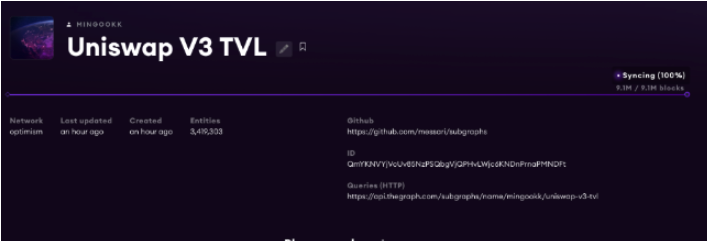 MINGOOKK
Uniswap V3 TVL
Syncing (100%)
9.1M / 9.1M blocks
Network Last updated Created Entities
optimism an hour ago an hour ago 3,419,303
Github
https://github.com/messari/subgraphs
ID
Queries (HTTP)
https://api.thegraph.com/subgraphs/name/mingookk/uniswap-v3-tvl